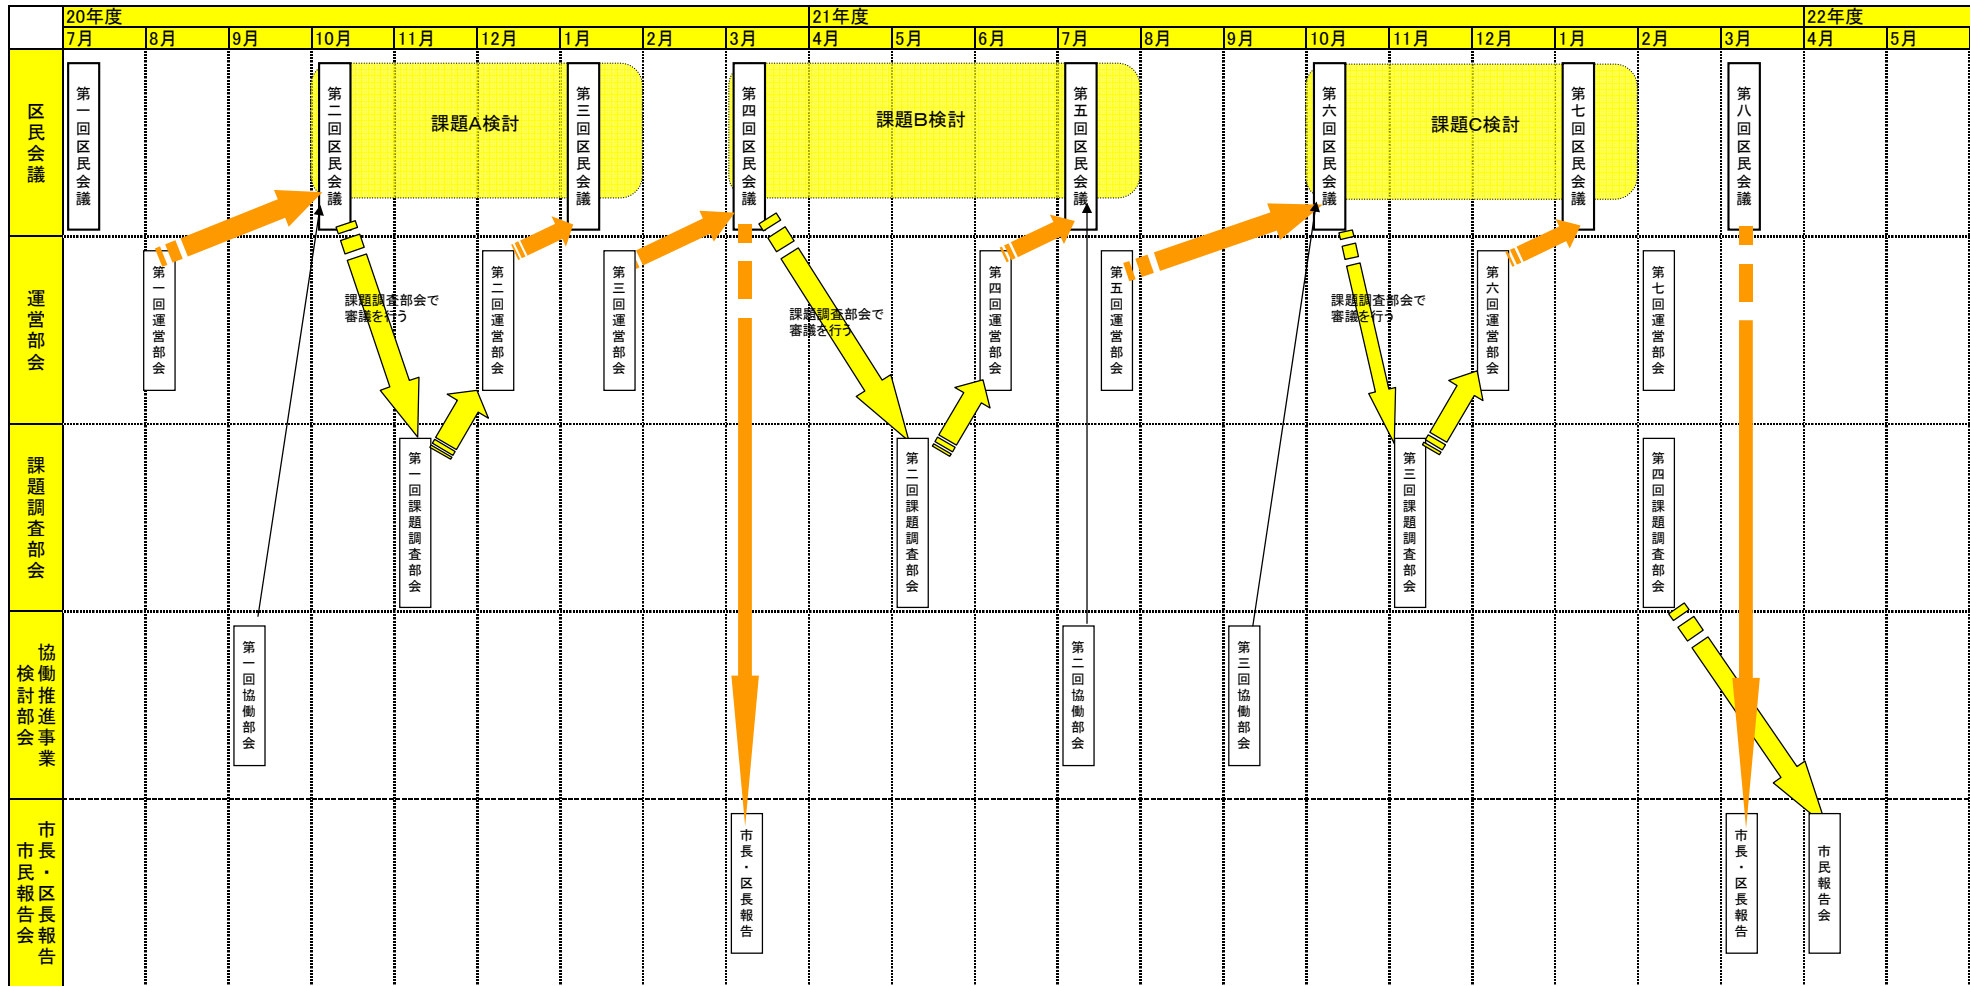 20年度
21年度
22年度
7月
8月
9月
10月
11月
12月
1月
2月
3月
4月
5月
6月
7月
8月
9月
10月
11月
12月
1月
2月
3月
4月
5月
区民会議
第一回区民会議
第二回区民会議
課題A検討
第三回区民会議
第四回区民会議
課題B検討
第五回区民会議
第六回区民会議
課題C検討
第七回区民会議
第八回区民会議
運営部会
第一回運営部会
課題調査部会で
審議を行う
第二回運営部会
第三回運営部会
課題調査部会で
審議を行う
第四回運営部会
第五回運営部会
課題調査部会で
審議を行う
第六回運営部会
第七回運営部会
課題調査部会
第一回課題調査部会
第二回課題調査部会
第三回課題調査部会
第四回課題調査部会
協働推進事業
検討部会
第一回協働部会
第二回協働部会
第三回協働部会
市長・区長報告
市民報告会
市長・区長報告
市長・区長報告
市民報告会